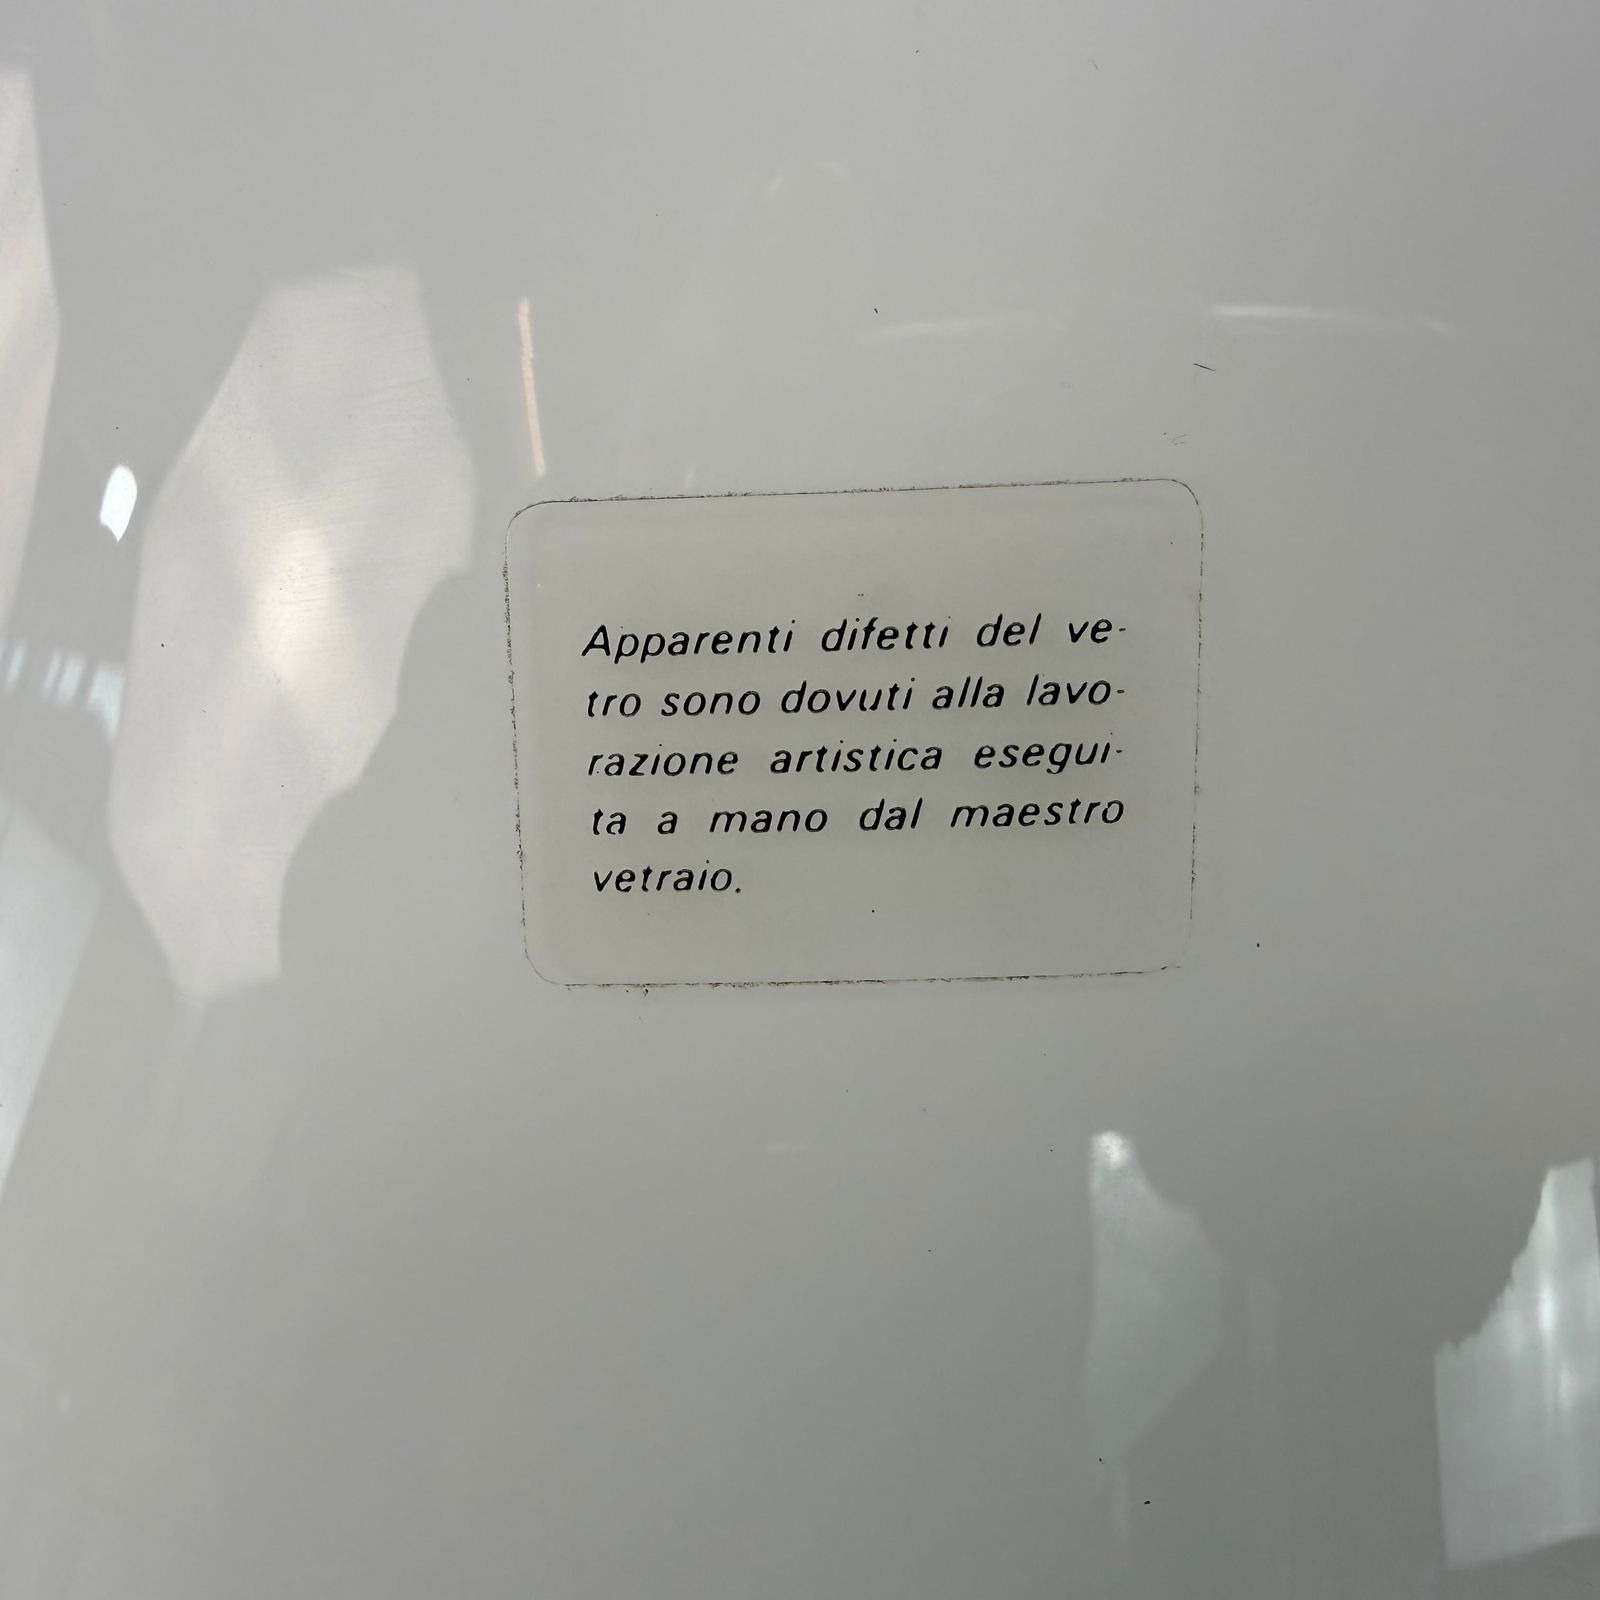 Apparenti difetti del ve-
tro sono dovuti alla lavo-
razione artistica esegui-
ta a mano dal maestro
vetraio.